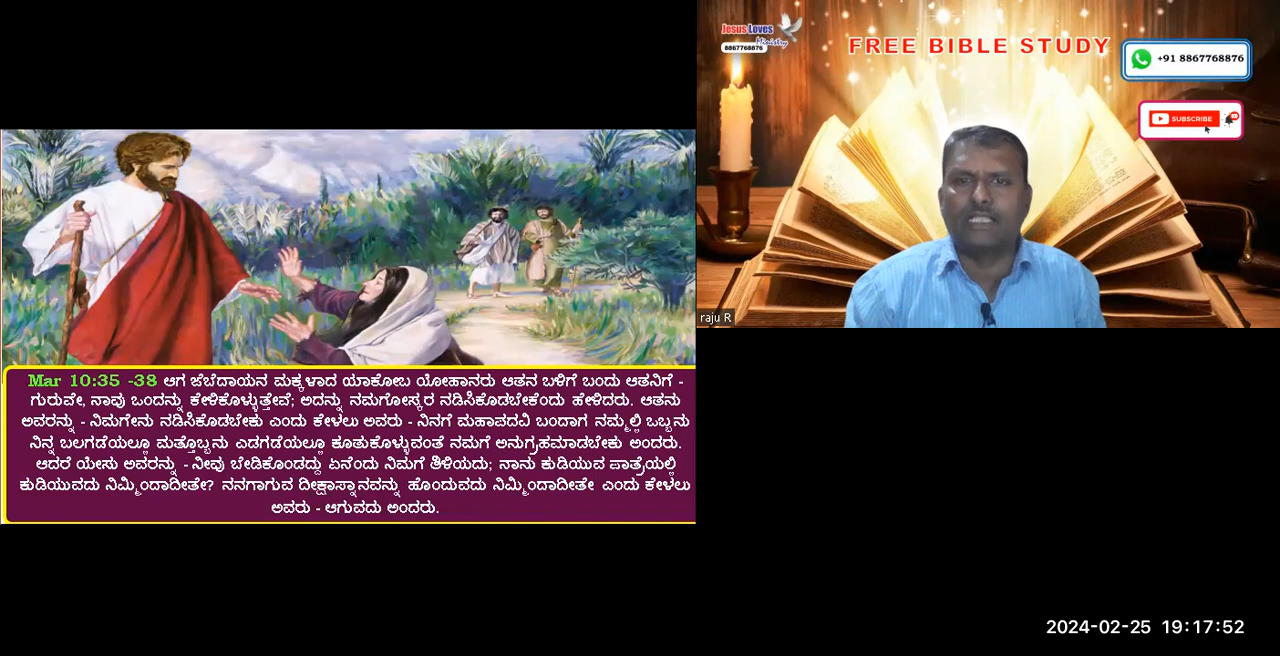 Mar 10:35 -38 ಆಗ ಜೆಬೆದಾಯನ ಮಕ್ಕಳಾದ ಯಾಕೋಬ ಯೋಹಾನರು ಆತನ ಬಳಿಗೆ ಬಂದು ಆತನಿಗೆ -
ಗುರುವೇ, ನಾವು ಒಂದನ್ನು ಕೇಳಿಕೊಳ್ಳುತ್ತೇವೆ; ಅದನ್ನು ನಮಗೋಸ್ಕರ ನಡಿಸಿಕೊಡಬೇಕೆಂದು ಹೇಳಿದರು. ಆತನು
ಅವರನ್ನು - ನಿಮಗೇನು ನಡಿಸಿಕೊಡಬೇಕು ಎಂದು ಕೇಳಲು ಅವರು - ನಿನಗೆ ಮಹಾಪದವಿ ಬಂದಾಗ ನಮ್ಮಲ್ಲಿ ಒಬ್ಬನು
ನಿನ್ನ ಬಲಗಡೆಯಲ್ಲೂ ಮತ್ತೊಬ್ಬನು ಎಡಗಡೆಯಲ್ಲೂ ಕೂತುಕೊಳ್ಳುವಂತೆ ನಮಗೆ ಅನುಗ್ರಹಮಾಡಬೇಕು ಅಂದರು.
ಆದರೆ ಯೇಸು ಅವರನ್ನು - ನೀವು ಬೇಡಿಕೊಂಡದ್ದು ಏನೆಂದು ನಿಮಗೆ ತಿಳಿಯದು; ನಾನು ಕುಡಿಯುವ ಪಾತ್ರೆಯಲ್ಲಿ
ಕುಡಿಯುವದು ನಿಮ್ಮಿಂದಾದೀತೇ? ನನಗಾಗುವ ದೀಕ್ಷಾಸ್ನಾನವನ್ನು ಹೊಂದುವದು ನಿಮ್ಮಿಂದಾದೀತೇ ಎಂದು ಕೇಳಲು
ಅವರು - ಆಗುವದು ಅಂದರು.
Jesus Loves
Ministry
8867768876
FREE BIBLE STUDY
+91 8867768876
SUBSCRIBE
raju R
2024-02-25 19:17:52